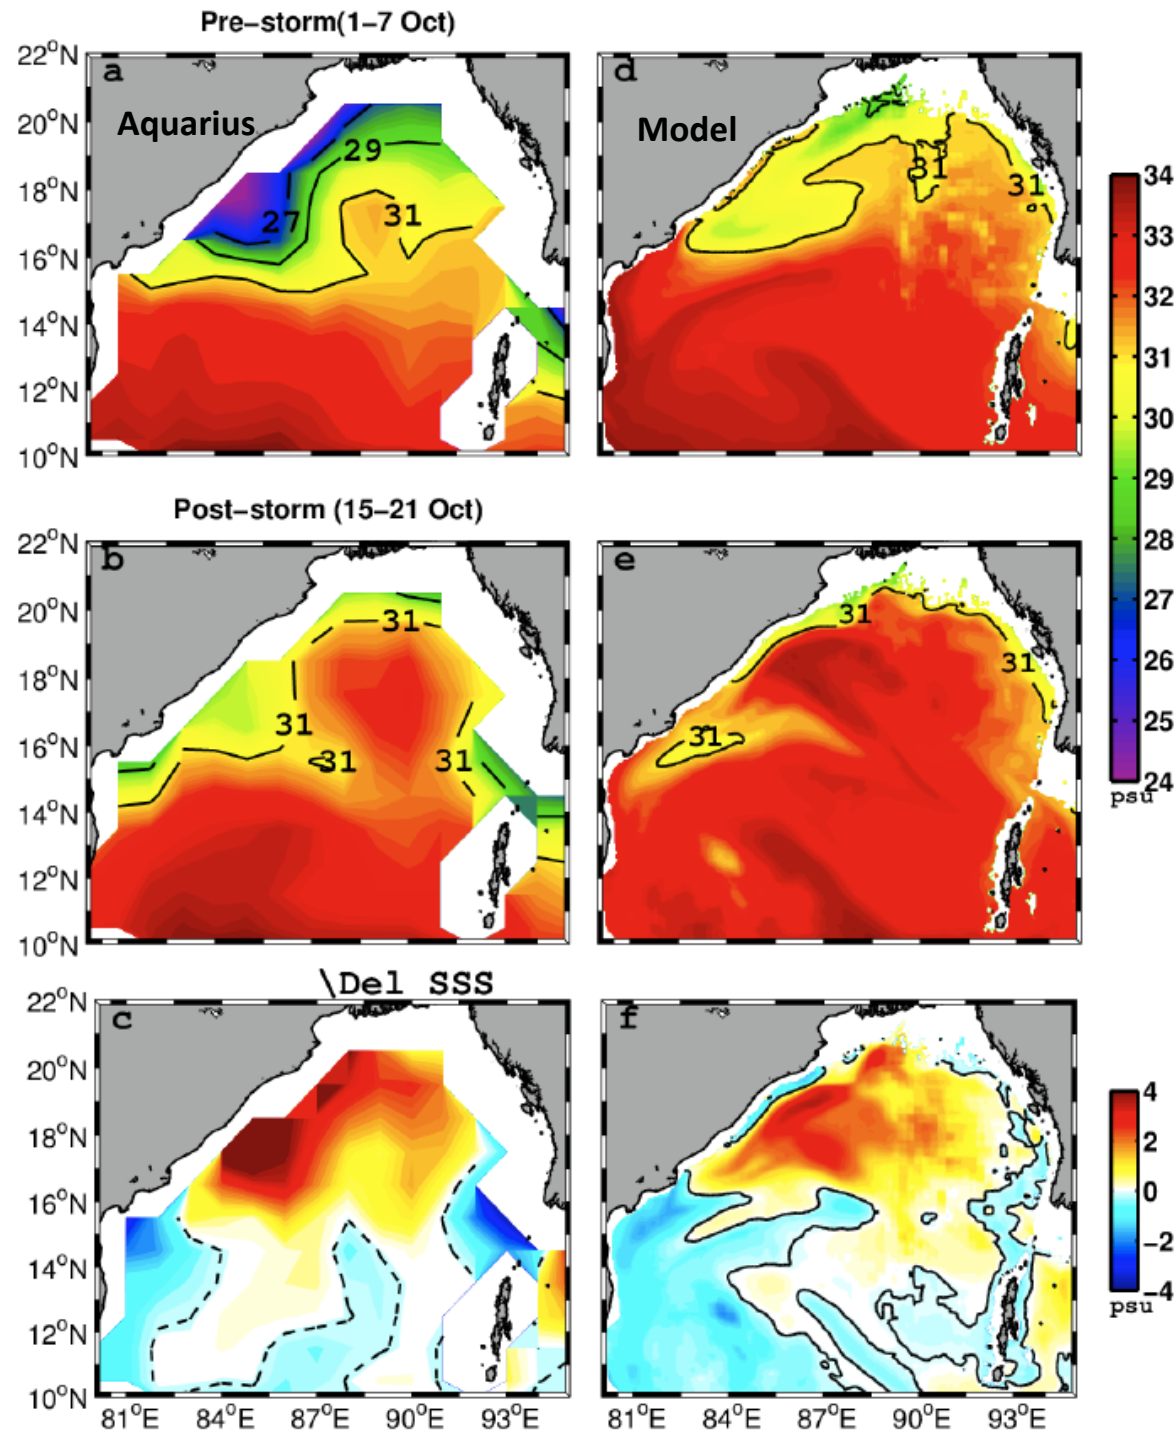 Pre−storm(1−7 Oct)
22°N
20°N
18°N
16°N
14°N
12°N
10°N
a
Aquarius
29
27
31
d
Model
31
31
Post−storm (15−21 Oct)
22°N
20°N
18°N
16°N
14°N
12°N
10°N
b
31
31
31
31
e
31
31
31
34
33
32
31
30
29
28
27
26
25
24
psu
\Del SSS
22°N
20°N
18°N
16°N
14°N
12°N
10°N
c
f
4
2
0
−2
−4
psu
81°E 84°E 87°E 90°E 93°E
81°E 84°E 87°E 90°E 93°E